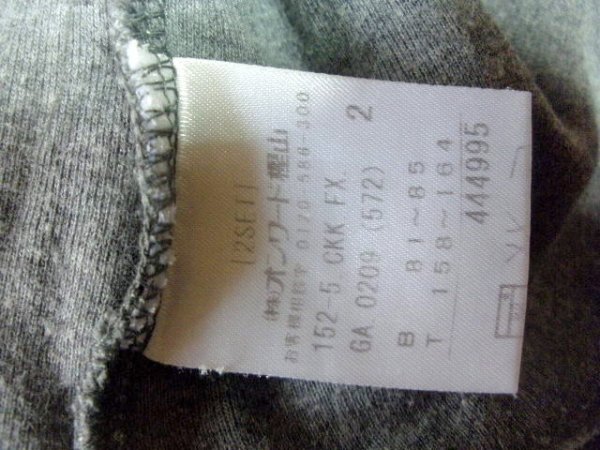 [2SET]
㈱オンワード樫山
お客様相談室 0120-586-300
152-5 CKK FX.
GA 0209 (572) 2
B 81~85
T 158~164
444995